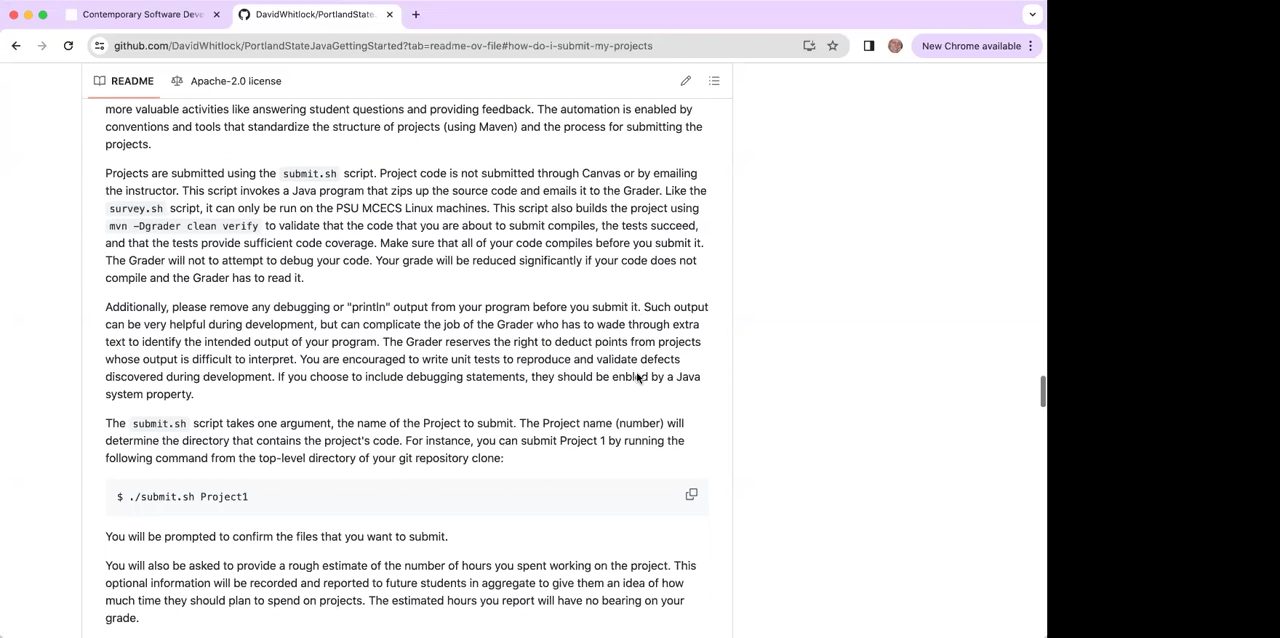 Contemporary Software Deve
DavidWhitlock/PortlandState
github.com/DavidWhitlock/PortlandStateJavaGettingStarted?tab=readme-ov-file#how-do-i-submit-my-projects
New Chrome available
README
Apache-2.0 license
more valuable activities like answering student questions and providing feedback. The automation is enabled by
conventions and tools that standardize the structure of projects (using Maven) and the process for submitting the
projects.
Projects are submitted using the submit.sh script. Project code is not submitted through Canvas or by emailing
the instructor. This script invokes a Java program that zips up the source code and emails it to the Grader. Like the
survey.sh script, it can only be run on the PSU MCECS Linux machines. This script also builds the project using
mvn -Dgrader clean verify to validate that the code that you are about to submit compiles, the tests succeed,
and that the tests provide sufficient code coverage. Make sure that all of your code compiles before you submit it.
The Grader will not to attempt to debug your code. Your grade will be reduced significantly if your code does not
compile and the Grader has to read it.
Additionally, please remove any debugging or "println" output from your program before you submit it. Such output
can be very helpful during development, but can complicate the job of the Grader who has to wade through extra
text to identify the intended output of your program. The Grader reserves the right to deduct points from projects
whose output is difficult to interpret. You are encouraged to write unit tests to reproduce and validate defects
discovered during development. If you choose to include debugging statements, they should be enbled by a Java
system property.
The submit.sh script takes one argument, the name of the Project to submit. The Project name (number) will
determine the directory that contains the project's code. For instance, you can submit Project 1 by running the
following command from the top-level directory of your git repository clone:
$ ./submit.sh Project1
You will be prompted to confirm the files that you want to submit.
You will also be asked to provide a rough estimate of the number of hours you spent working on the project. This
optional information will be recorded and reported to future students in aggregate to give them an idea of how
much time they should plan to spend on projects. The estimated hours you report will have no bearing on your
grade.